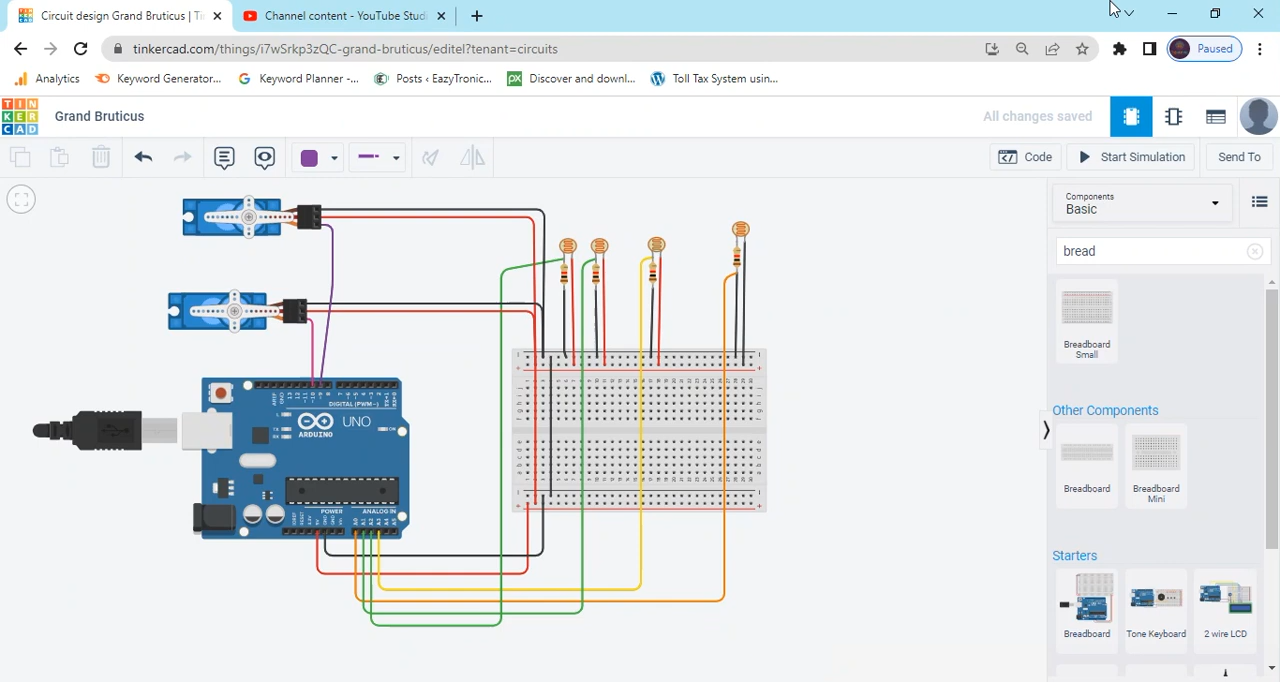 Circuit design Grand Bruticus | Ti
Channel content - YouTube Studi
tinkercad.com/things/i7wSrkp3zQC-grand-bruticus/editel?tenant=circuits
Paused
Analytics
Keyword Generator...
Keyword Planner -...
Posts ‹ EazyTronic...
Discover and downl...
Toll Tax System usin...
TIN
KER
CAD
Grand Bruticus
All changes saved
Code
Start Simulation
Send To
Components
Basic
bread
Breadboard
Small
Other Components
Breadboard
Breadboard
Mini
Starters
Breadboard
Tone Keyboard
2 wire LCD
DIGITAL (PWM~)
UNO
ARDUINO
POWER
ANALOG IN